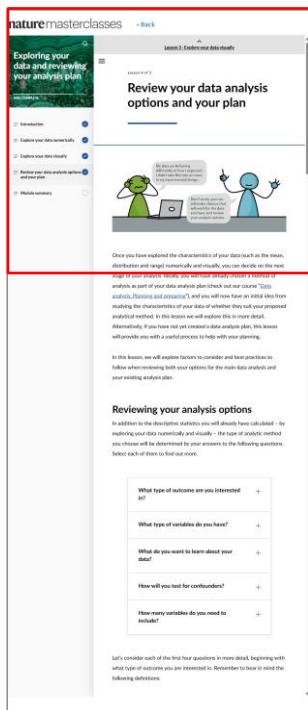 nature masterclasses
‹ Back
Exploring your
data and reviewing
your analysis plan
Introduction
Explore your data numerically
Explore your data visually
Review your data analysis options
and your plan
Module summary
Lesson 3 - Explore your data visually
Lesson 4 of 5
Review your data analysis
options and your plan
Once you have explored the characteristics of your data (such as the mean,
distribution and range) numerically and visually, you can decide on the next
stage of your analysis. Ideally, you will have already chosen a method of
analysis as part of your data analysis plan (check out our course "Data
analysis: Planning and preparing"), and you will now have an initial idea from
studying the characteristics of your data of whether they suit your proposed
analytical method. In this lesson we will explore this in more detail.
Alternatively, if you have not yet created a data analysis plan, this lesson
will provide you with a useful process to help with your planning.
In this lesson, we will explore factors to consider and best practices to
follow when reviewing both your options for the main data analysis and
your existing analysis plan.
Reviewing your analysis options
In addition to the descriptive statistics you will already have calculated – by
exploring your data numerically and visually – the type of analytic method
you choose will be determined by your answers to the following questions.
Select each of them to find out more.
What type of outcome are you interested
in?
What type of variables do you have?
What do you want to learn about your
data?
How will you test for confounders?
How many variables do you need to
include?
Let's consider each of the first four questions in more detail, beginning with
what type of outcome you are interested in. Remember to bear in mind the
following definitions: